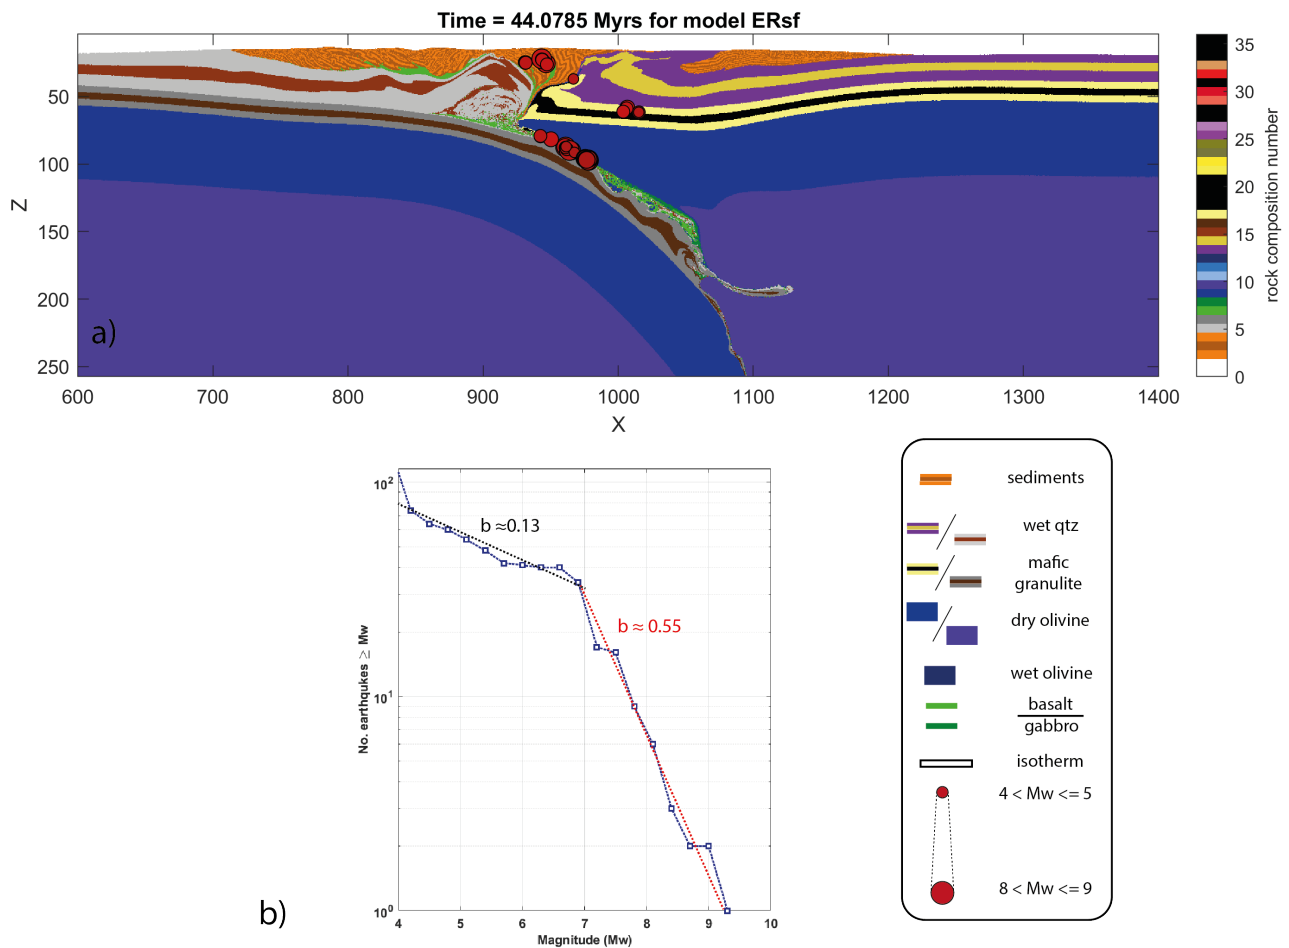 Time = 44.0785 Myrs for model ERsf
50
100
150
200
250
Z
a)
600 700 800 900 1000 1100 1200 1300 1400
X
35
30
25
20
15
10
5
0
rock composition number
10²
10¹
10⁰
No. earthqukes ≥ Mw
b ≈0.13
b ≈ 0.55
4 5 6 7 8 9 10
Magnitude (Mw)
b)
sediments
wet qtz
mafic
granulite
dry olivine
wet olivine
basalt
gabbro
isotherm
4 < Mw <= 5
8 < Mw <= 9